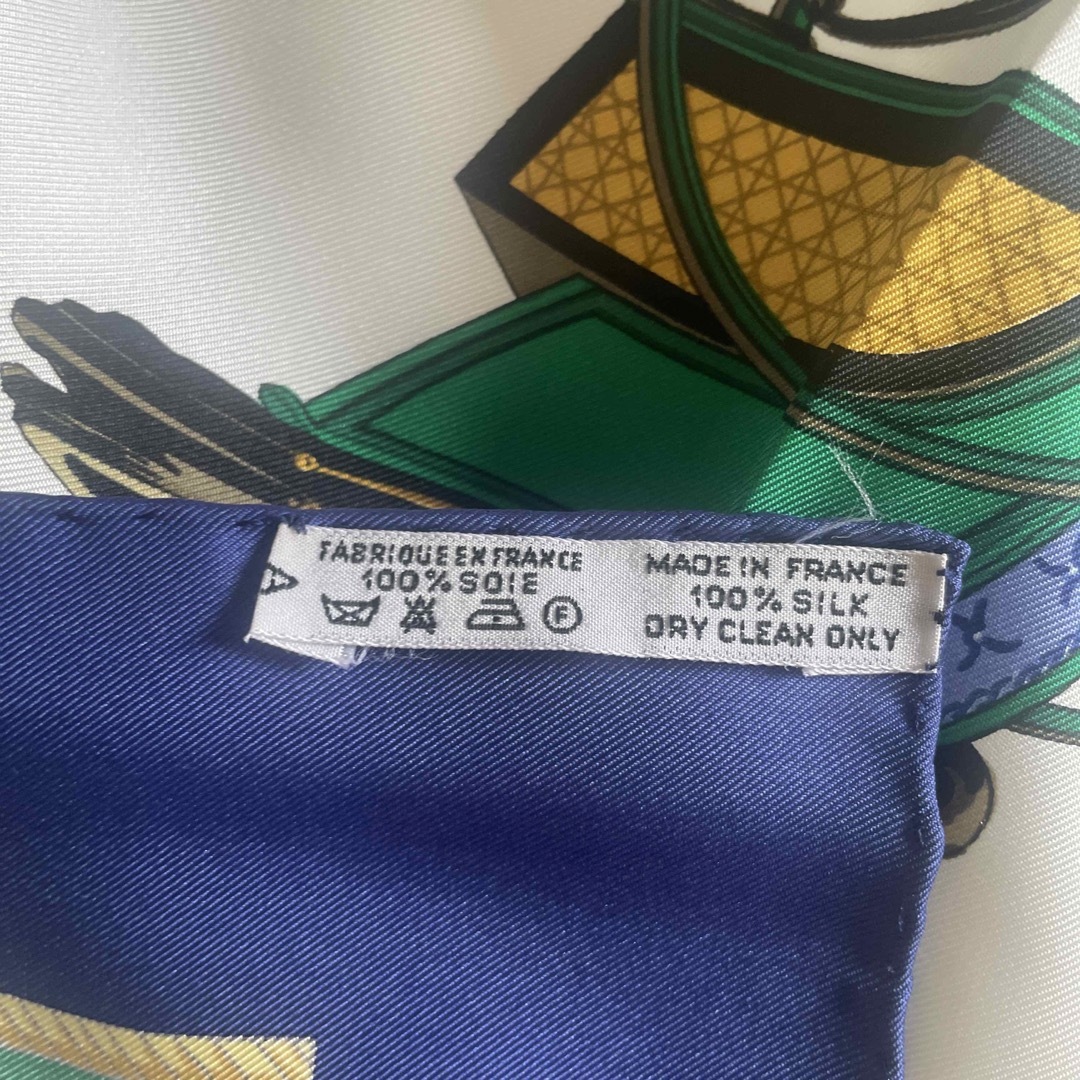 FABRIQUE EN FRANCE
100% SOIE
A
F
MADE IN FRANCE
100% SILK
DRY CLEAN ONLY